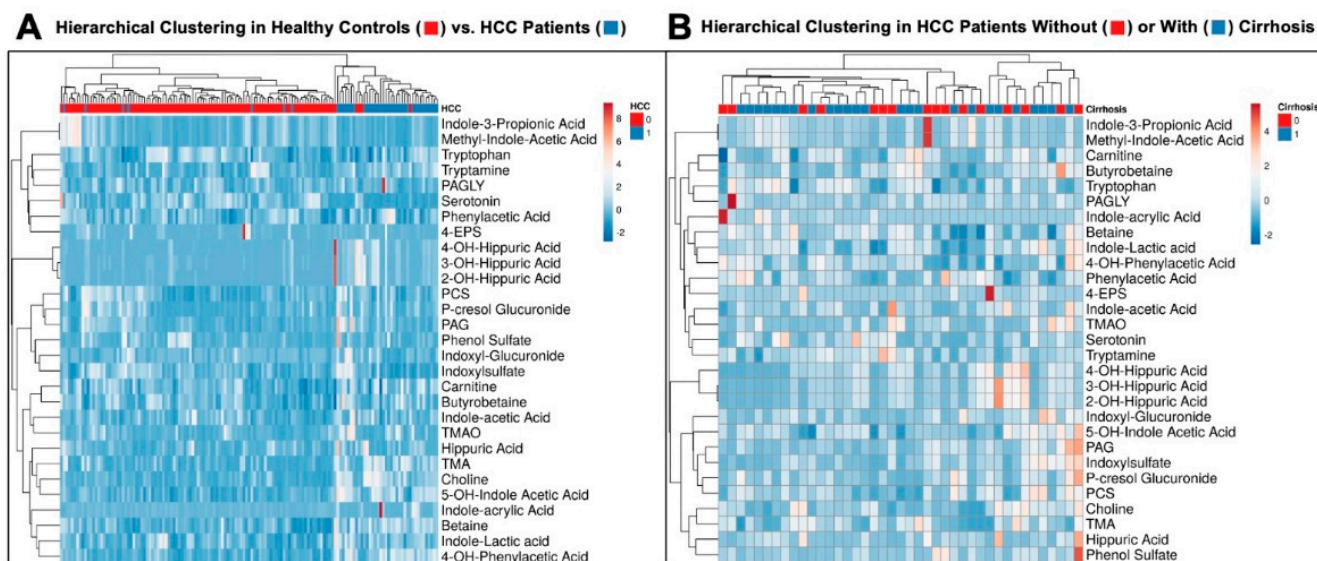 A Hierarchical Clustering in Healthy Controls ( ) vs. HCC Patients ( )
HCC
Indole-3-Propionic Acid
Methyl-Indole-Acetic Acid
Tryptophan
Tryptamine
PAGLY
Serotonin
Phenylacetic Acid
4-EPS
4-OH-Hippuric Acid
3-OH-Hippuric Acid
2-OH-Hippuric Acid
PCS
P-cresol Glucuronide
PAG
Phenol Sulfate
Indoxyl-Glucuronide
Indoxylsulfate
Carnitine
Butyrobetaine
Indole-acetic Acid
TMAO
Hippuric Acid
TMA
Choline
5-OH-Indole Acetic Acid
Indole-acrylic Acid
Betaine
Indole-Lactic acid
4-OH-Phenylacetic Acid
8
6
4
2
0
-2
HCC
0
1
B Hierarchical Clustering in HCC Patients Without ( ) or With ( ) Cirrhosis
Cirrhosis
Indole-3-Propionic Acid
Methyl-Indole-Acetic Acid
Carnitine
Butyrobetaine
Tryptophan
PAGLY
Indole-acrylic Acid
Betaine
Indole-Lactic acid
4-OH-Phenylacetic Acid
Phenylacetic Acid
4-EPS
Indole-acetic Acid
TMAO
Serotonin
Tryptamine
4-OH-Hippuric Acid
3-OH-Hippuric Acid
2-OH-Hippuric Acid
Indoxyl-Glucuronide
5-OH-Indole Acetic Acid
PAG
Indoxylsulfate
P-cresol Glucuronide
PCS
Choline
TMA
Hippuric Acid
Phenol Sulfate
4
2
0
-2
Cirrhosis
0
1